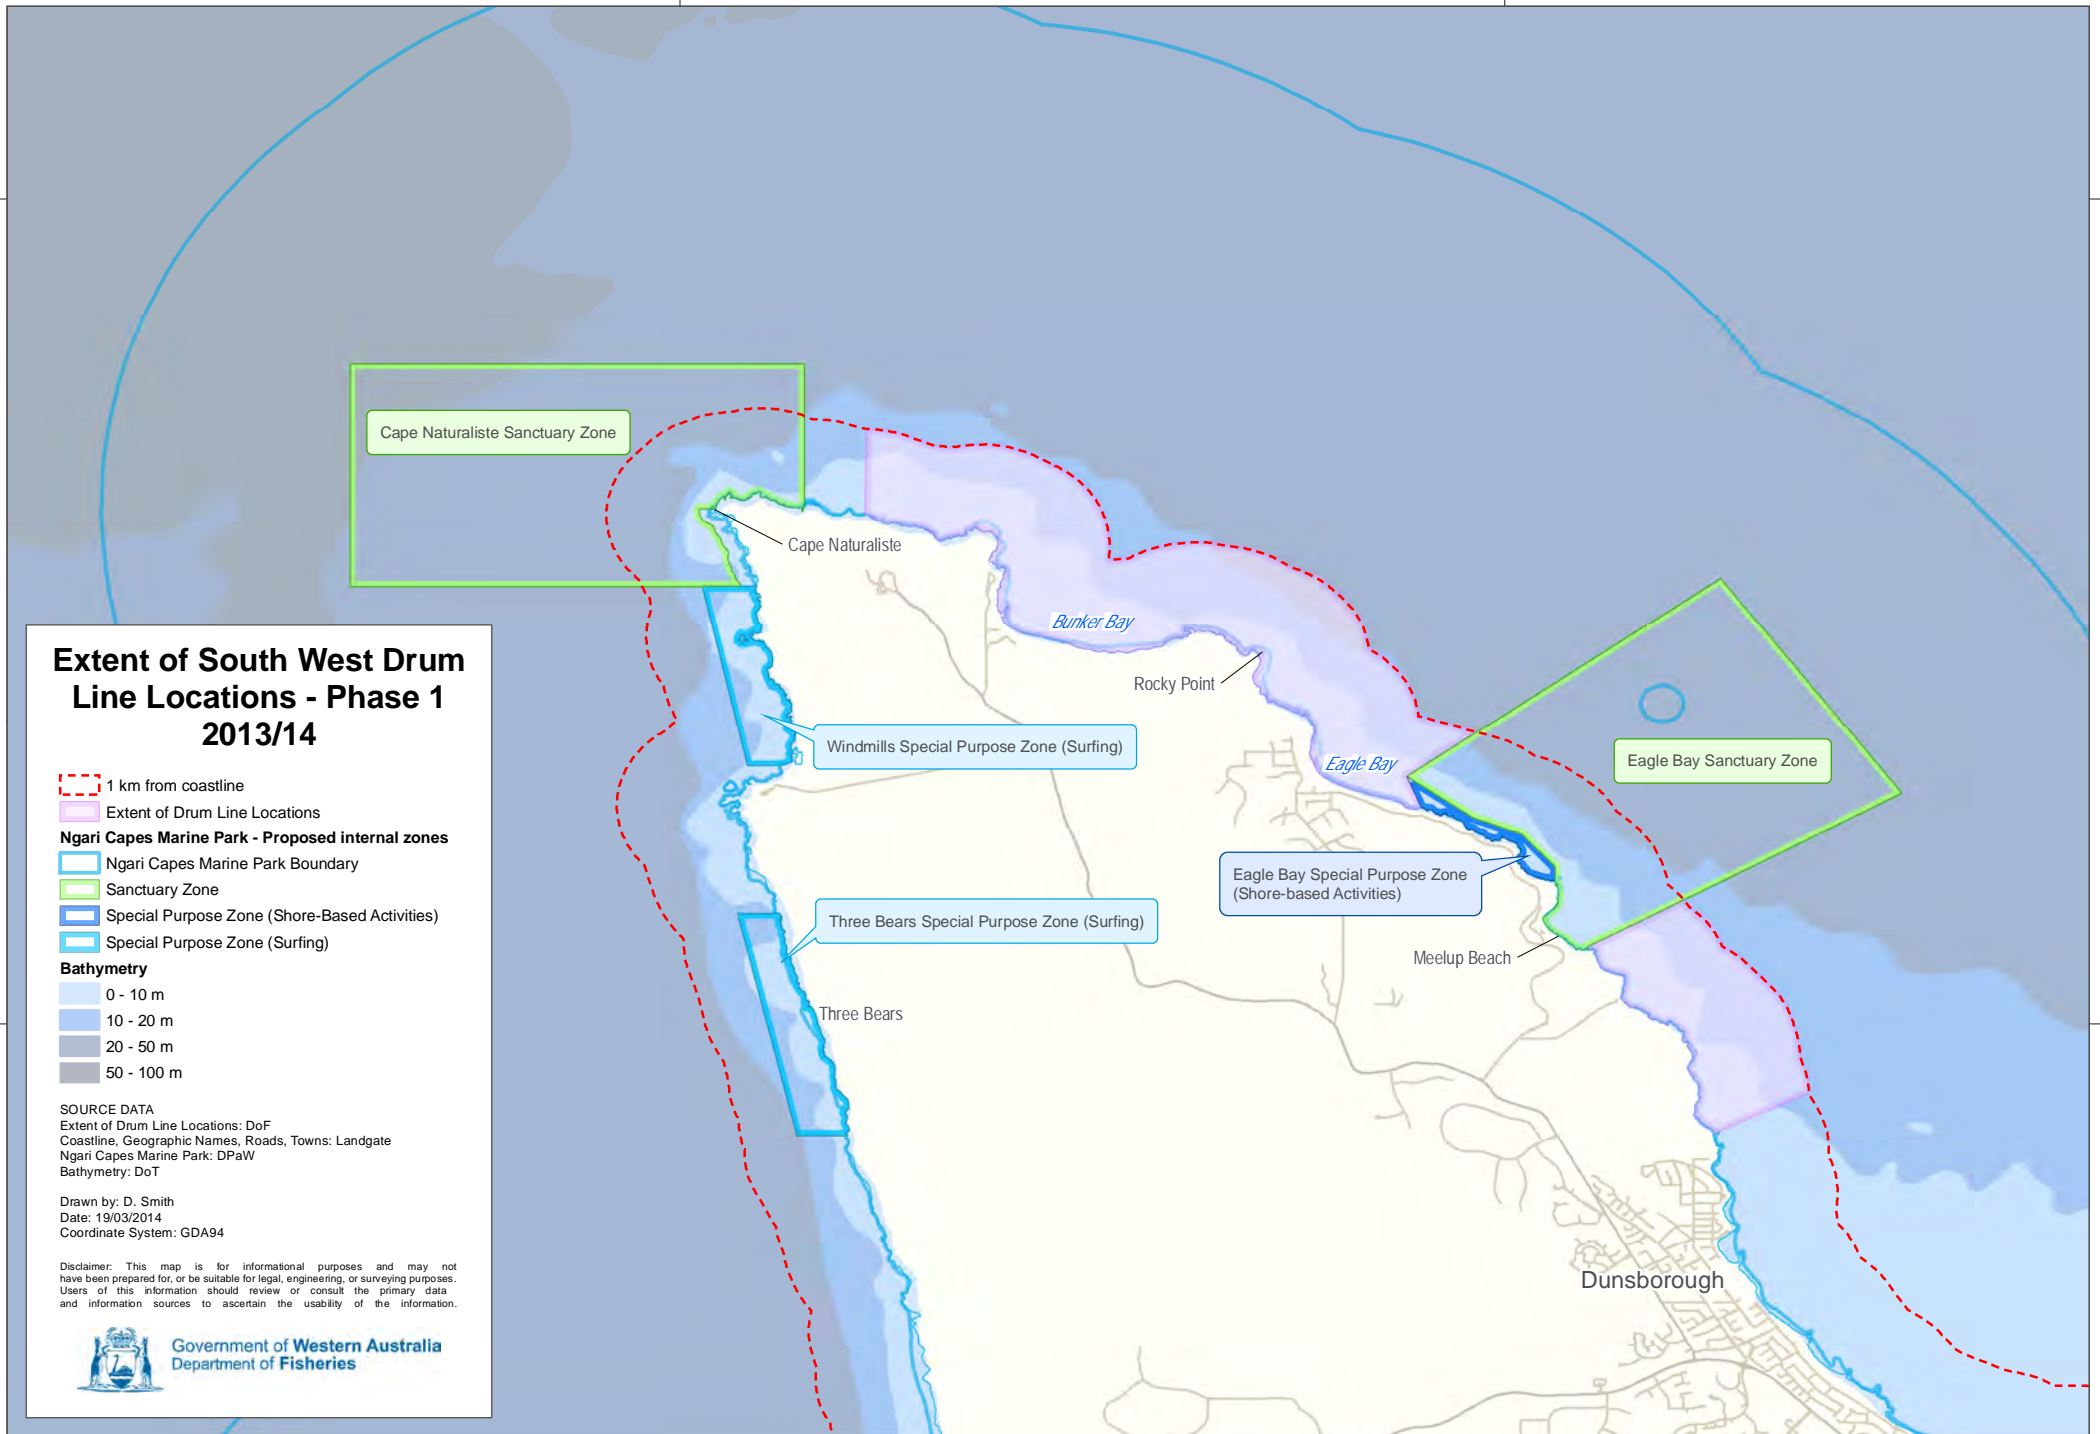 Cape Naturaliste Sanctuary Zone
Cape Naturaliste
Bunker Bay
Rocky Point
Windmills Special Purpose Zone (Surfing)
Eagle Bay
Eagle Bay Sanctuary Zone
Eagle Bay Special Purpose Zone
(Shore-based Activities)
Three Bears Special Purpose Zone (Surfing)
Meelup Beach
Three Bears
Dunsborough
Extent of South West Drum
Line Locations - Phase 1
2013/14
1 km from coastline
Extent of Drum Line Locations
Ngari Capes Marine Park - Proposed internal zones
Ngari Capes Marine Park Boundary
Sanctuary Zone
Special Purpose Zone (Shore-Based Activities)
Special Purpose Zone (Surfing)
Bathymetry
0 - 10 m
10 - 20 m
20 - 50 m
50 - 100 m
SOURCE DATA
Extent of Drum Line Locations: DoF
Coastline, Geographic Names, Roads, Towns: Landgate
Ngari Capes Marine Park: DPaW
Bathymetry: DoT
Drawn by: D. Smith
Date: 19/03/2014
Coordinate System: GDA94
Disclaimer: This map is for informational purposes and may not
have been prepared for, or be suitable for legal, engineering, or surveying purposes.
Users of this information should review or consult the primary data
and information sources to ascertain the usability of the information.
Government of Western Australia
Department of Fisheries